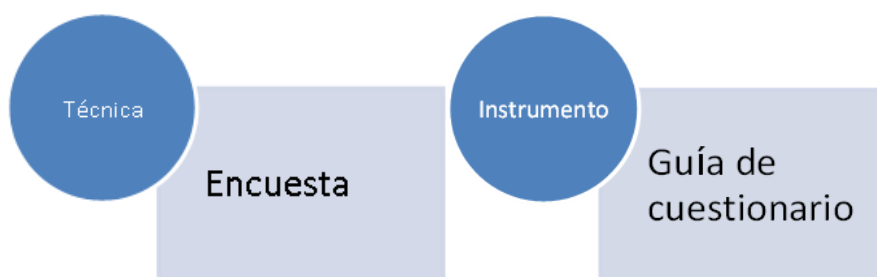 Técnica
Encuesta
Instrumento
Guía de
cuestionario